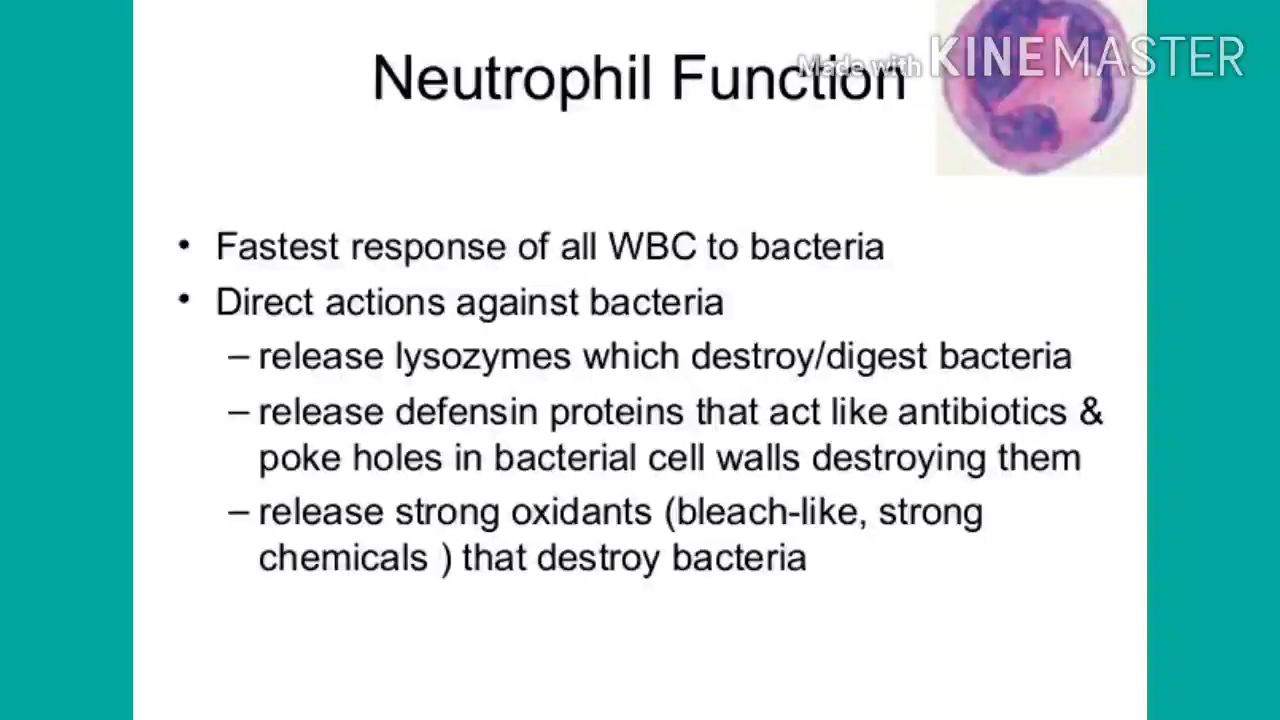 Made with KINEMASTER
Neutrophil Function
• Fastest response of all WBC to bacteria
• Direct actions against bacteria
– release lysozymes which destroy/digest bacteria
– release defensin proteins that act like antibiotics &
poke holes in bacterial cell walls destroying them
– release strong oxidants (bleach-like, strong
chemicals ) that destroy bacteria